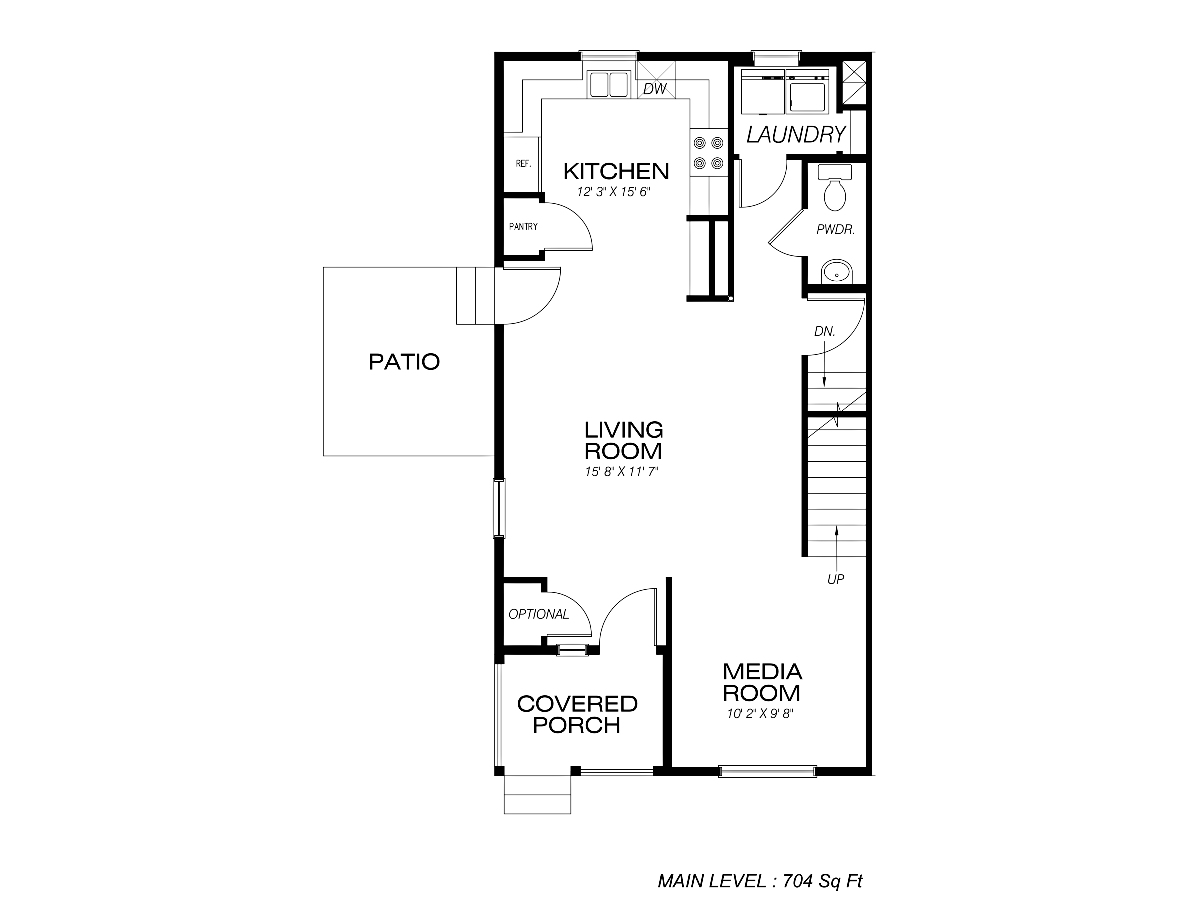 DW
LAUNDRY
REF.
KITCHEN
12' 3" X 15' 6"
PANTRY
PWDR.
DN.
PATIO
LIVING
ROOM
15' 8" X 11' 7"
UP
OPTIONAL
MEDIA
ROOM
10' 2" X 9' 8"
COVERED
PORCH
MAIN LEVEL : 704 Sq Ft